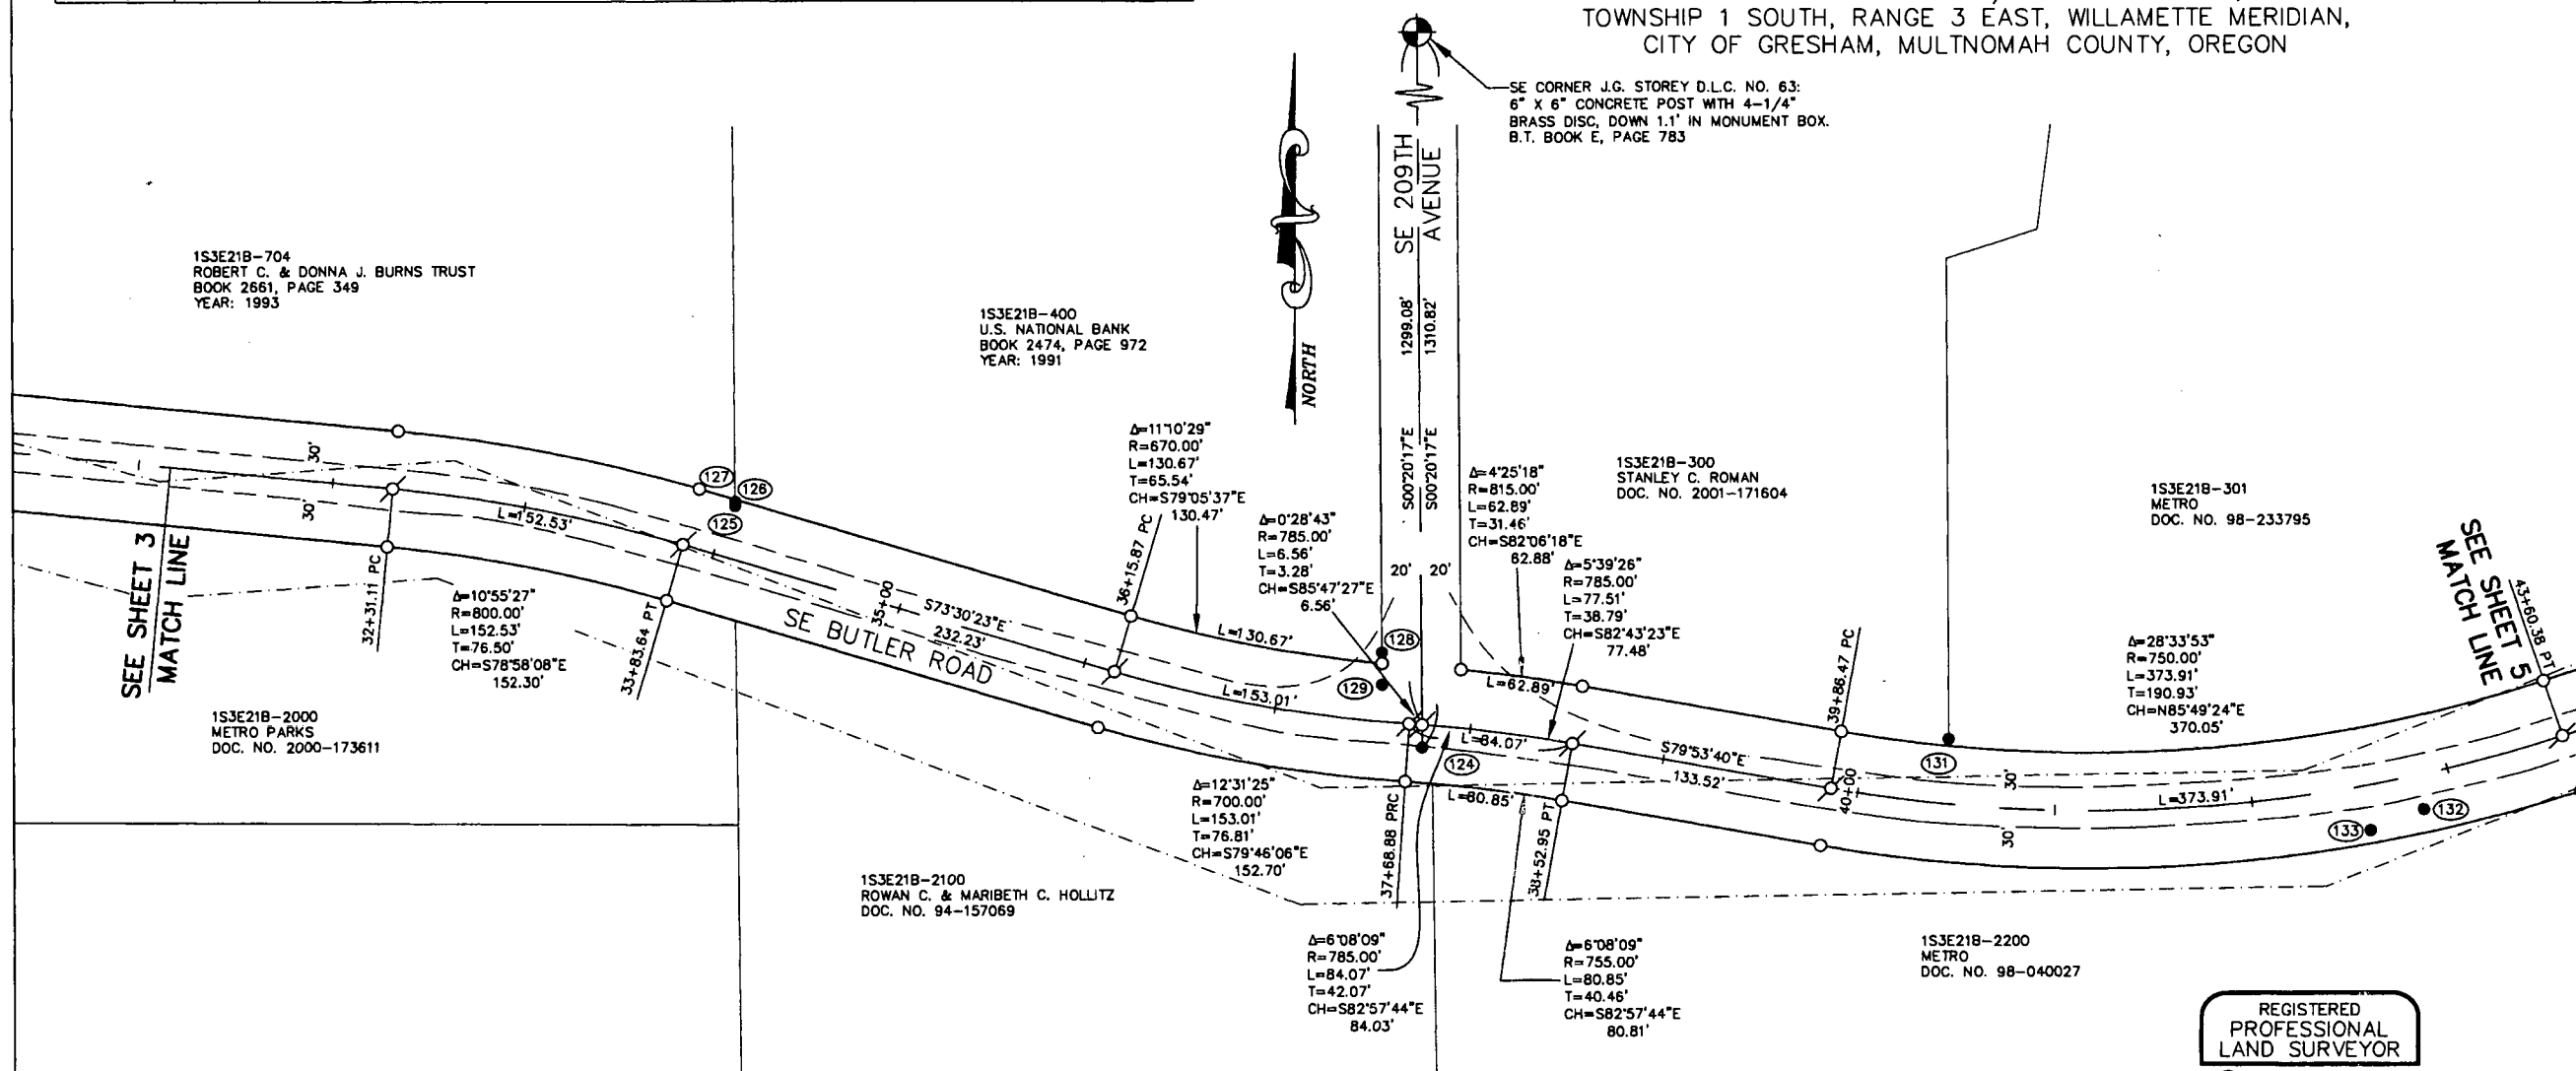 TOWNSHIP 1 SOUTH, RANGE 3 EAST, WILLAMETTE MERIDIAN,
CITY OF GRESHAM, MULTNOMAH COUNTY, OREGON
SE CORNER J.G. STOREY D.L.C. NO. 63:
6" X 6" CONCRETE POST WITH 4-1/4"
BRASS DISC, DOWN 1.1' IN MONUMENT BOX.
B.T. BOOK E, PAGE 783
SE 209TH
AVENUE
1299.08'
1310.82'
S00°20'17"E
S00°20'17"E
NORTH
1S3E21B-704
ROBERT C. & DONNA J. BURNS TRUST
BOOK 2661, PAGE 349
YEAR: 1993
1S3E21B-400
U.S. NATIONAL BANK
BOOK 2474, PAGE 972
YEAR: 1991
Δ=11°10'29"
R=670.00'
L=130.67'
T=65.54'
CH=S79°05'37"E
130.47'
Δ=0°28'43"
R=785.00'
L=6.56'
T=3.28'
CH=S85°47'27"E
6.56'
20'
20'
Δ=4°25'18"
R=815.00'
L=62.89'
T=31.46'
CH=S82°06'18"E
62.88'
Δ=5°39'26"
R=785.00'
L=77.51'
T=38.79'
CH=S82°43'23"E
77.48'
1S3E21B-300
STANLEY C. ROMAN
DOC. NO. 2001-171604
1S3E21B-301
METRO
DOC. NO. 98-233795
SEE SHEET 5
MATCH LINE
43+60.38 PT
Δ=28°33'53"
R=750.00'
L=373.91'
T=190.93'
CH=N85°49'24"E
370.05'
30'
30'
127
126
125
L=152.53'
SEE SHEET 3
MATCH LINE
32+31.11 PC
Δ=10°55'27"
R=800.00'
L=152.53'
T=76.50'
CH=S78°58'08"E
152.30'
33+83.64 PT
35+00
S73°30'23"E
232.23'
SE BUTLER ROAD
36+15.87 PC
L=130.67'
128
129
L=153.01'
L=62.89'
L=84.07'
124
L=80.85'
S79°53'40"E
133.52'
39+86.47 PC
40+00
131
30'
30'
L=373.91'
132
133
1S3E21B-2000
METRO PARKS
DOC. NO. 2000-173611
Δ=12°31'25"
R=700.00'
L=153.01'
T=76.81'
CH=S79°46'06"E
152.70'
37+68.88 PRC
38+52.95 PT
1S3E21B-2100
ROWAN C. & MARIBETH C. HOLLITZ
DOC. NO. 94-157069
Δ=6°08'09"
R=785.00'
L=84.07'
T=42.07'
CH=S82°57'44"E
84.03'
Δ=6°08'09"
R=755.00'
L=80.85'
T=40.46'
CH=S82°57'44"E
80.81'
1S3E21B-2200
METRO
DOC. NO. 98-040027
REGISTERED
PROFESSIONAL
LAND SURVEYOR